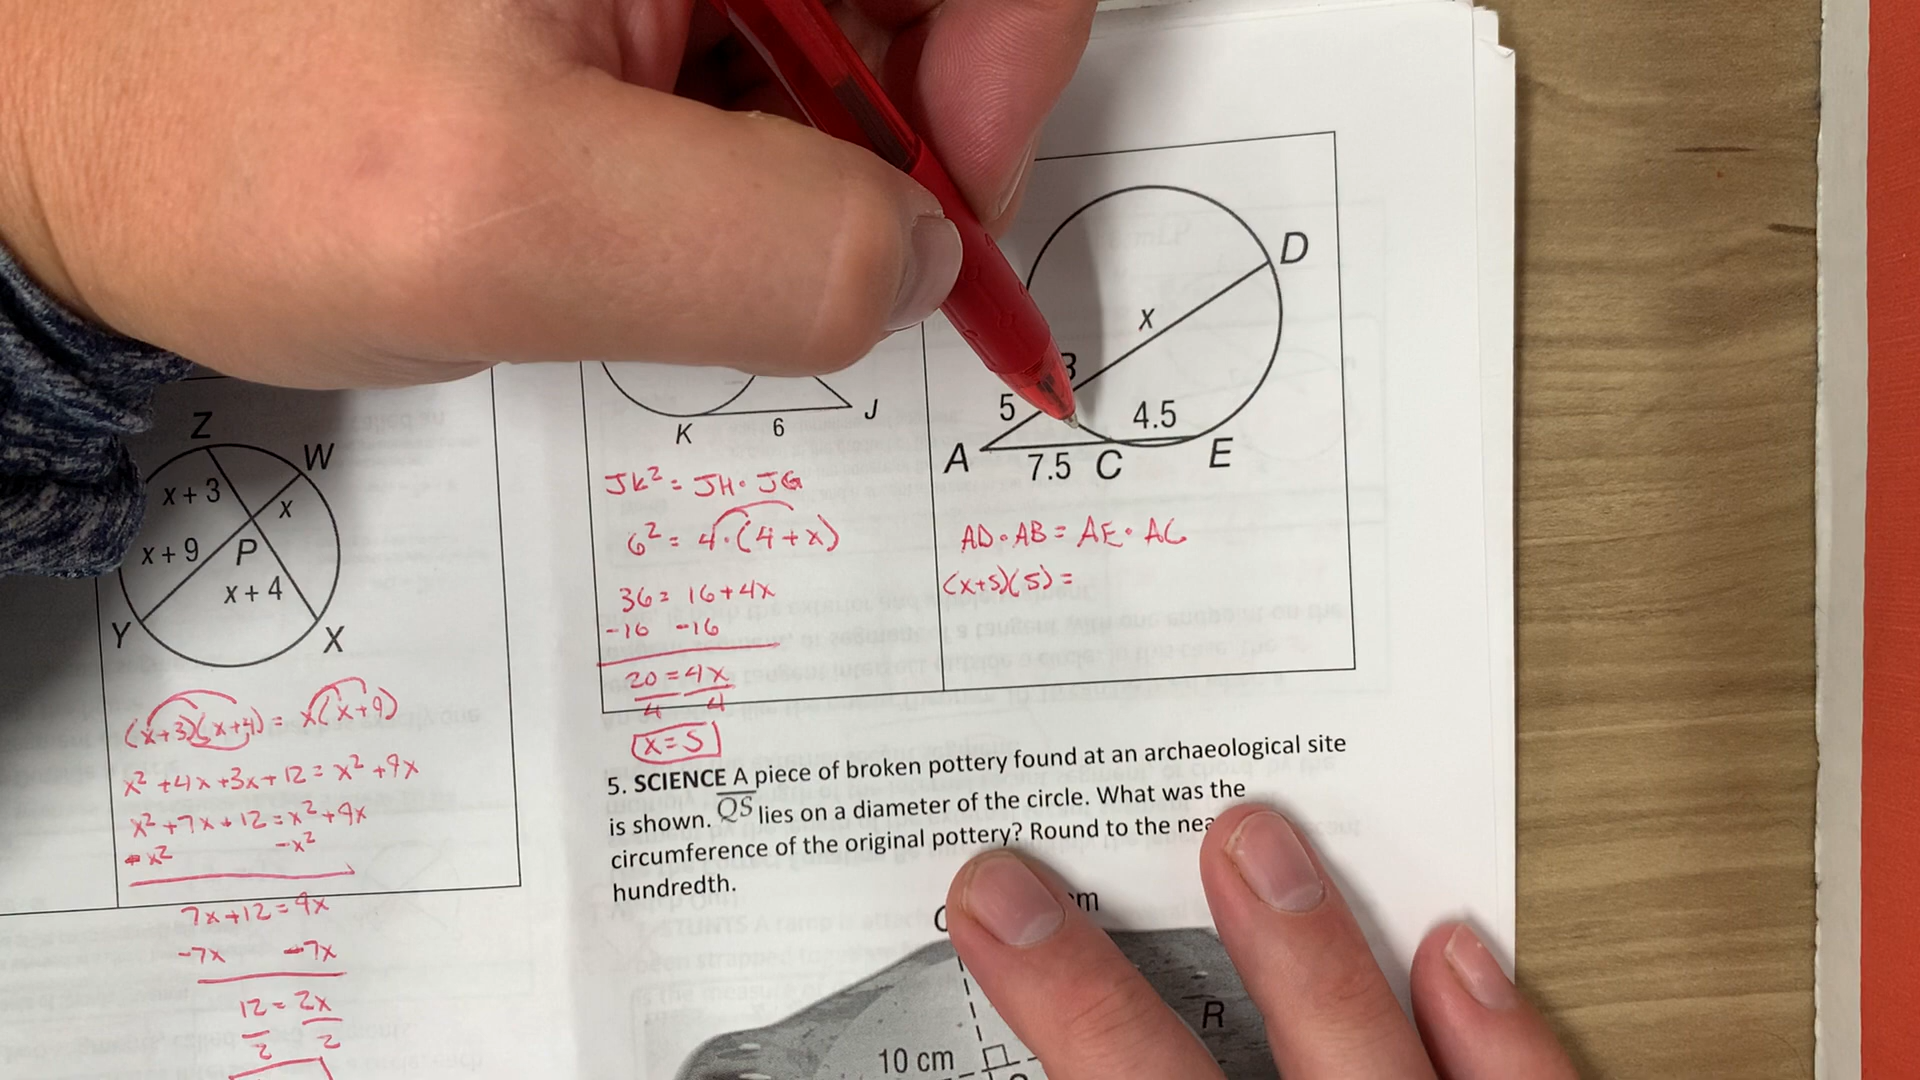 Z
W
x + 3
x
x + 9
P
x + 4
Y
X
(x+3)(x+4) = x(x+9)
x² +4x+3x+12 = x² +9x
x² +7x+12 = x²+9x
-x² -x²
7x+12=9x
-7x -7x
12 = 2x
2 2
K
6
J
JK² = JH · JG
6² = 4·(4+x)
36 = 16+4x
-16 -16
20 = 4x
4 4
x=5
D
x
B
5
4.5
A
7.5
C
E
AD · AB = AE · AC
(x+5)(5) =
5. SCIENCE A piece of broken pottery found at an archaeological site
is shown. QS lies on a diameter of the circle. What was the
circumference of the original pottery? Round to the
hundredth.
R
10 cm